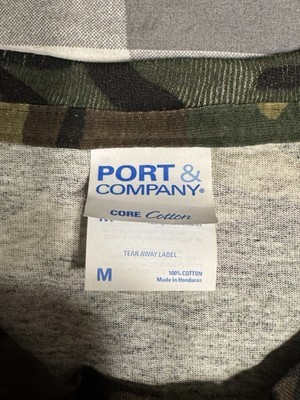 PORT &
COMPANY®
CORE Cotton
TEAR AWAY LABEL
M
100% COTTON
Made in Honduras